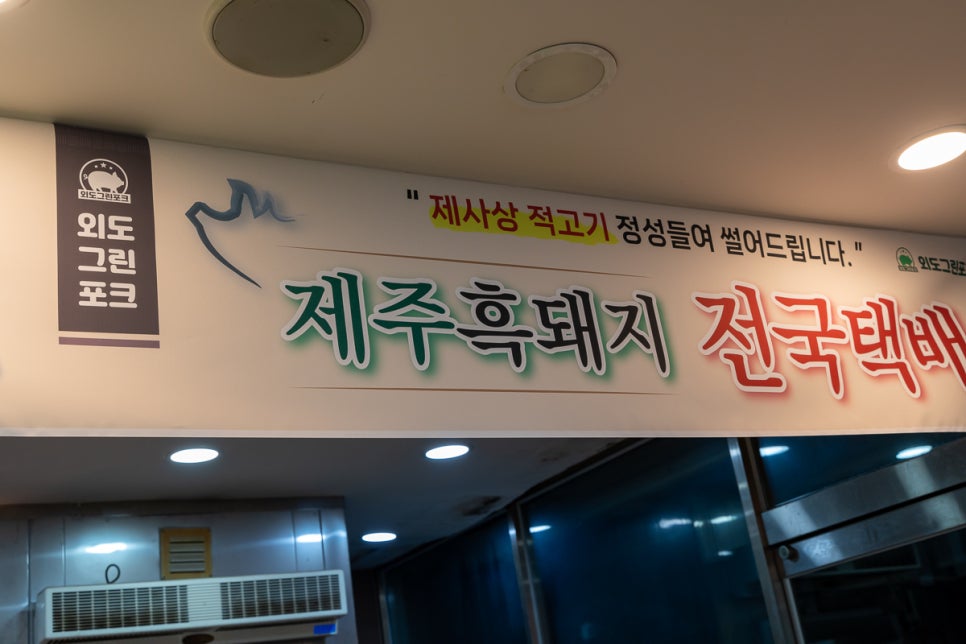 외도그린포크
외도
그린
포크
" 제사상 적고기 정성들여 썰어드립니다."
제주흑돼지 전국택배
외도그린포